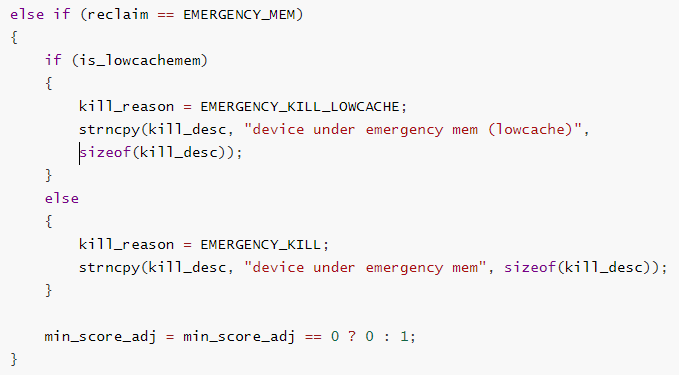 else if (reclaim == EMERGENCY_MEM)
{
    if (is_lowcachemem)
    {
        kill_reason = EMERGENCY_KILL_LOWCACHE;
        strncpy(kill_desc, "device under emergency mem (lowcache)",
        sizeof(kill_desc));
    }
    else
    {
        kill_reason = EMERGENCY_KILL;
        strncpy(kill_desc, "device under emergency mem", sizeof(kill_desc));
    }

    min_score_adj = min_score_adj == 0 ? 0 : 1;
}